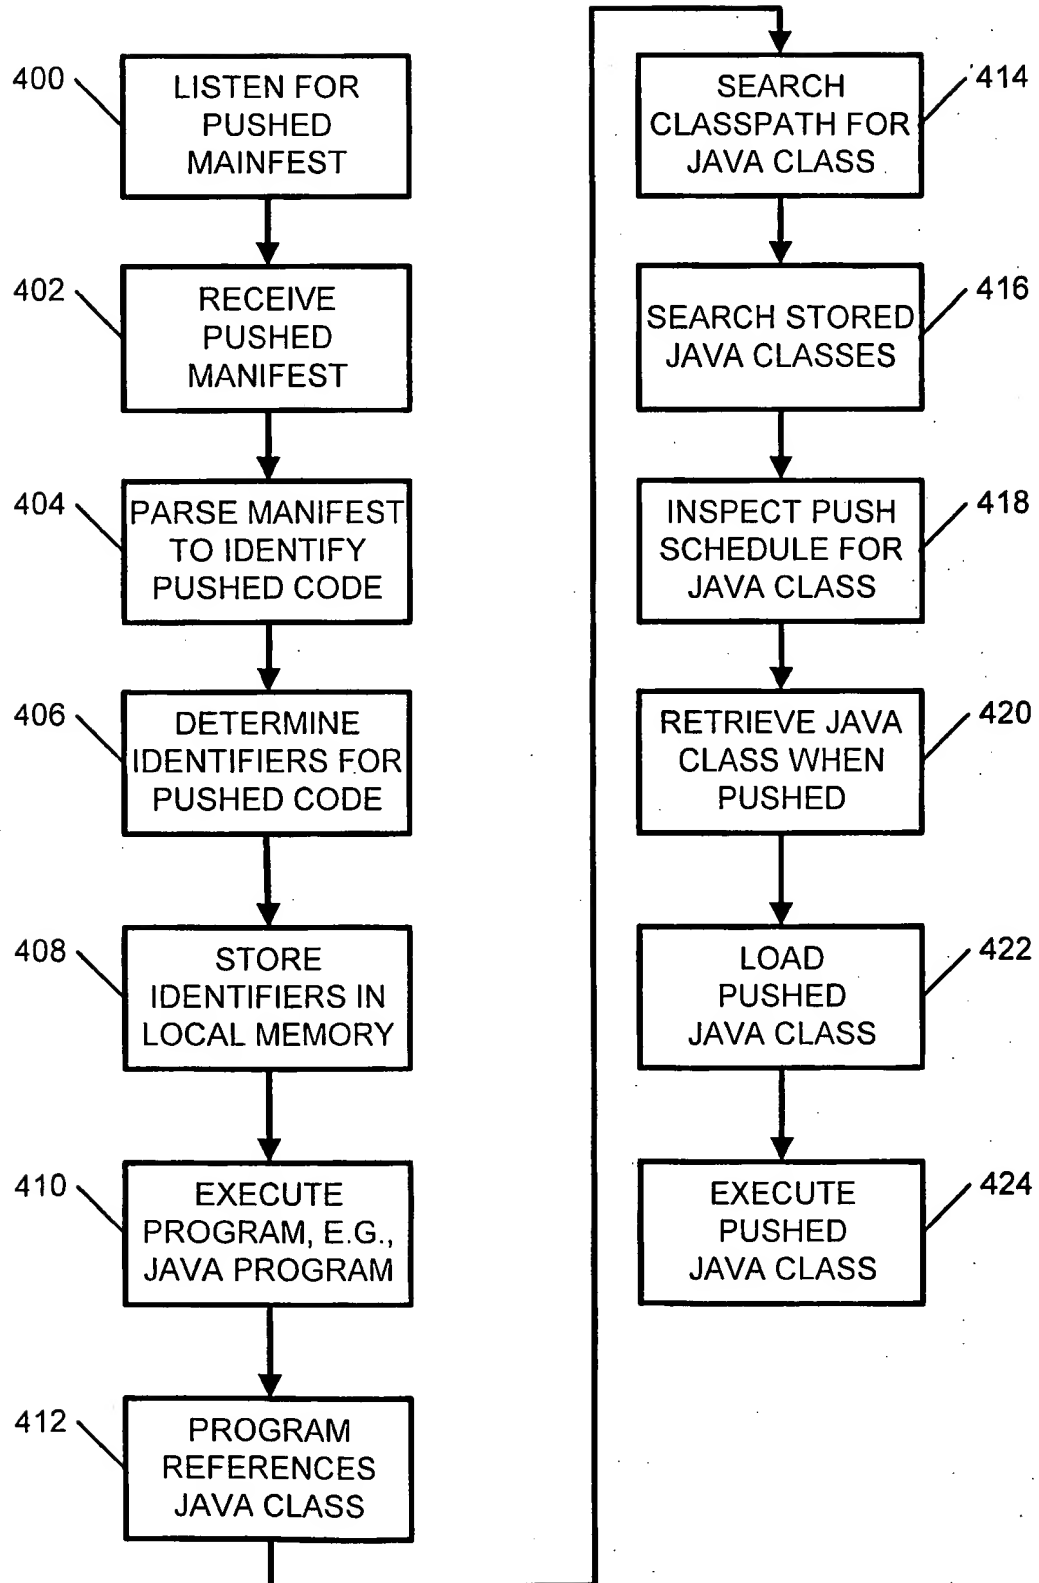 400
LISTEN FOR
PUSHED
MAINFEST
402
RECEIVE
PUSHED
MANIFEST
404
PARSE MANIFEST
TO IDENTIFY
PUSHED CODE
406
DETERMINE
IDENTIFIERS FOR
PUSHED CODE
408
STORE
IDENTIFIERS IN
LOCAL MEMORY
410
EXECUTE
PROGRAM, E.G.,
JAVA PROGRAM
412
PROGRAM
REFERENCES
JAVA CLASS
414
SEARCH
CLASSPATH FOR
JAVA CLASS
416
SEARCH STORED
JAVA CLASSES
418
INSPECT PUSH
SCHEDULE FOR
JAVA CLASS
420
RETRIEVE JAVA
CLASS WHEN
PUSHED
422
LOAD
PUSHED
JAVA CLASS
424
EXECUTE
PUSHED
JAVA CLASS